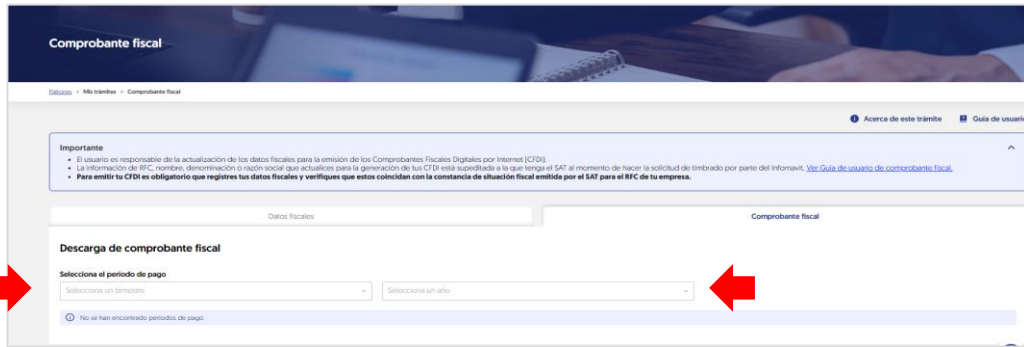 Comprobante fiscal
Patrones > Mis trámites > Comprobante fiscal
Acerca de este trámite Guía de usuario
Importante
• El usuario es responsable de la actualización de los datos fiscales para la emisión de los Comprobantes Fiscales Digitales por Internet (CFDI).
• La información de RFC, nombre, denominación o razón social que actualices para la generación de tus CFDI está supeditada a la que tenga el SAT al momento de hacer la solicitud de timbrado por parte del Infonavit. Ver Guía de usuario de comprobante fiscal.
• Para emitir tu CFDI es obligatorio que registres tus datos fiscales y verifiques que estos coincidan con la constancia de situación fiscal emitida por el SAT para el RFC de tu empresa.
Datos fiscales Comprobante fiscal
Descarga de comprobante fiscal
Selecciona el periodo de pago
Selecciona un bimestre Selecciona un año
No se han encontrado periodos de pago